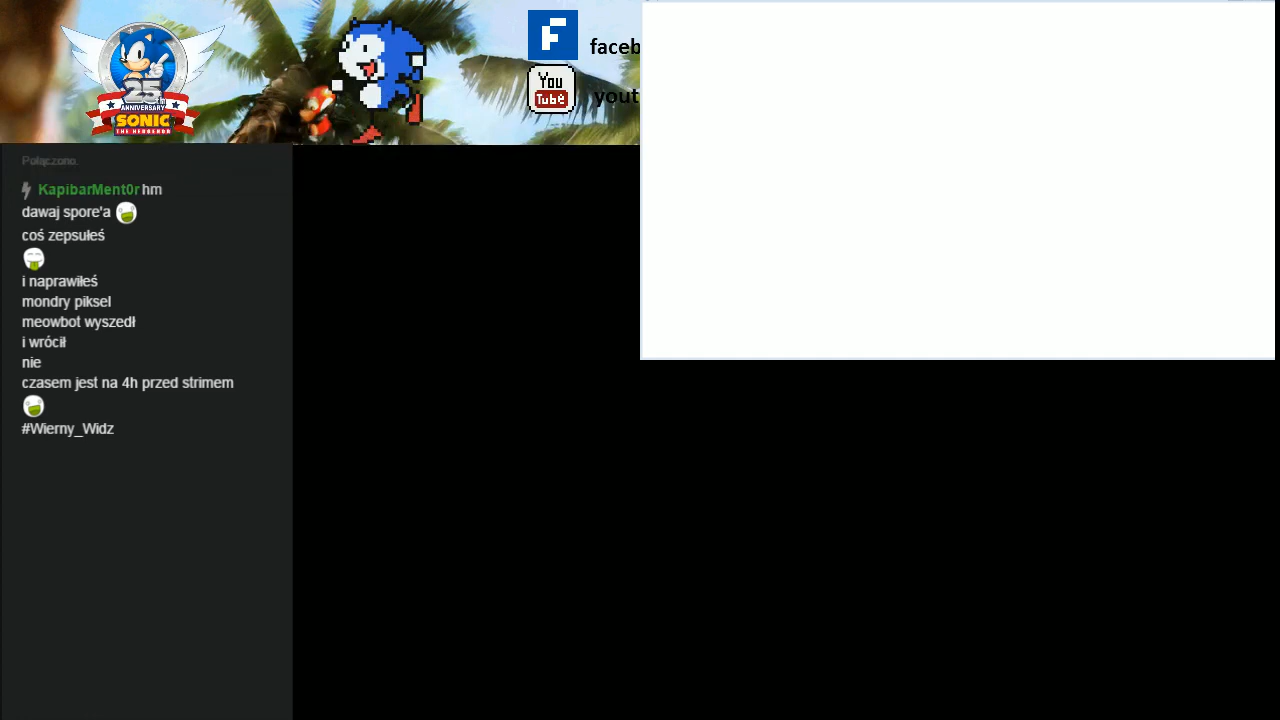 25th
ANNIVERSARY
SONIC
THE HEDGEHOG
faceb
You
Tube
yout
Połączono.
KapibarMent0r hm
dawaj spore'a
coś zepsułeś
i naprawiłeś
mondry piksel
meowbot wyszedł
i wrócił
nie
czasem jest na 4h przed strimem
#Wierny_Widz